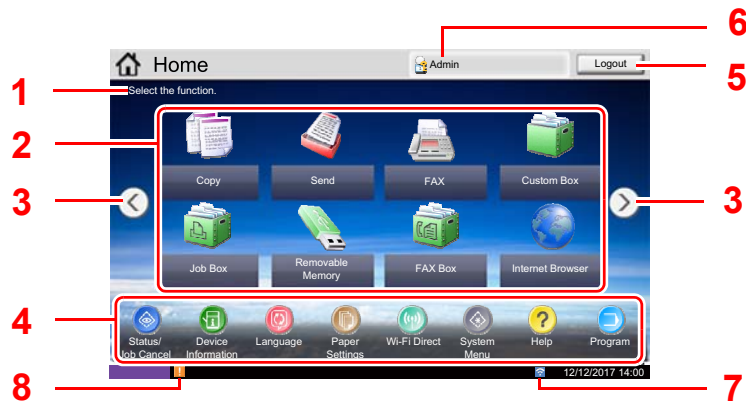 6
Home
Admin
Logout
5
1
Select the function.
2
Copy
Send
FAX
Custom Box
3
3
Job Box
Removable
Memory
FAX Box
Internet Browser
4
Status/
Job Cancel
Device
Information
Language
Paper
Settings
Wi-Fi Direct
System
Menu
?
Help
Program
!
12/12/2017 14:00
8
7